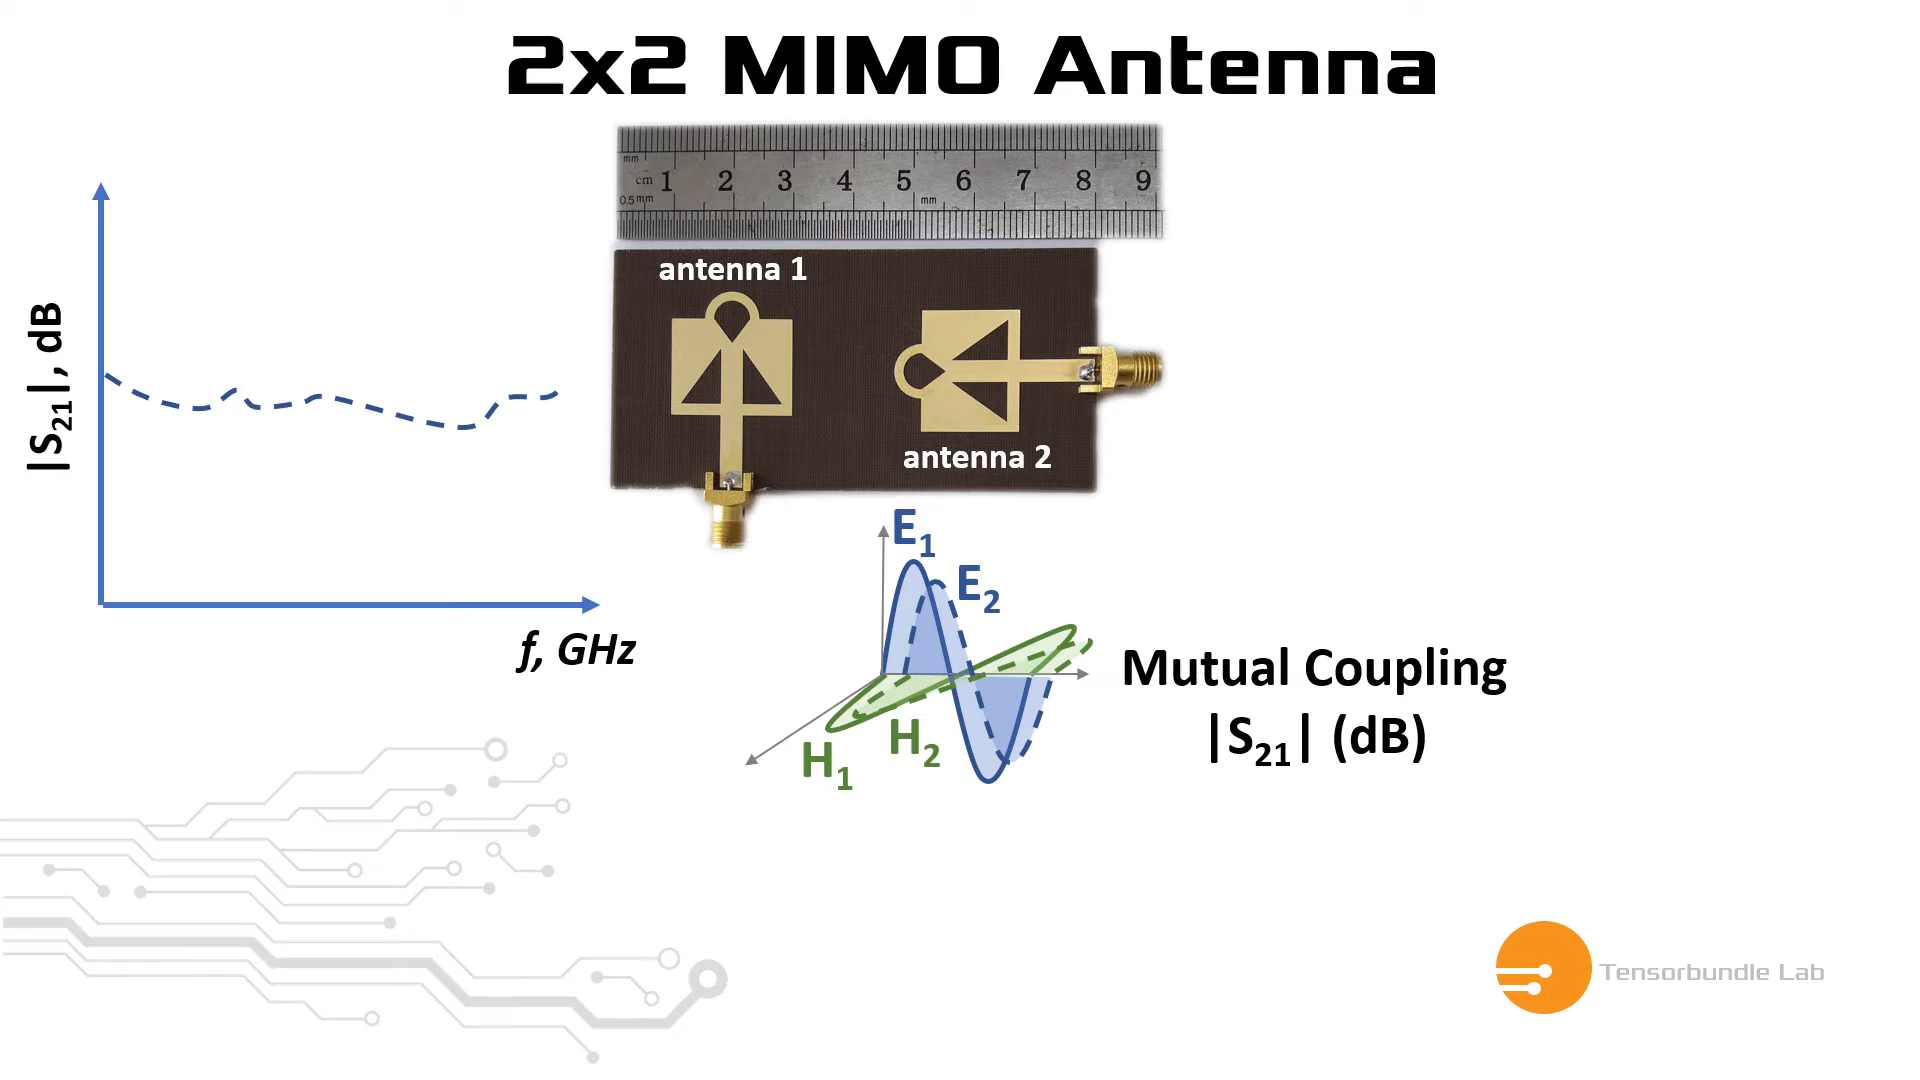 2x2 MIMO Antenna
mm
cm 1 2 3 4 5 6 7 8 9
0.5mm mm
antenna 1
antenna 2
|S21|, dB
f, GHz
E1
E2
H1
H2
Mutual Coupling
|S21| (dB)
Tensorbundle Lab